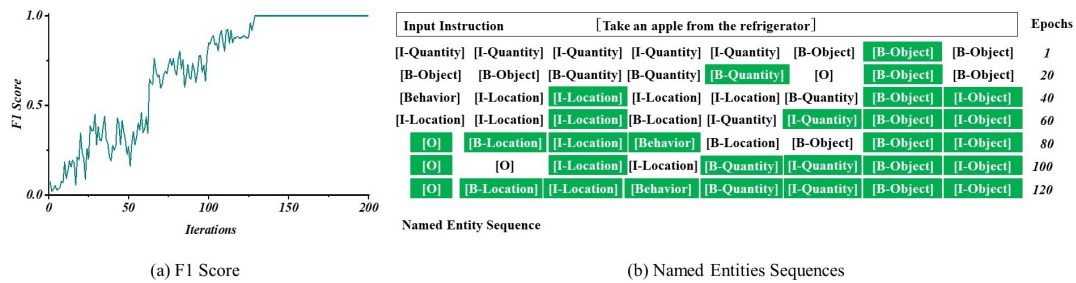 Input Instruction [Take an apple from the refrigerator] Epochs
[I-Quantity] [I-Quantity] [I-Quantity] [I-Quantity] [I-Quantity] [B-Object] [B-Object] [B-Object] 1
[B-Object] [B-Object] [B-Quantity] [B-Quantity] [B-Quantity] [O] [B-Object] [B-Object] 20
[Behavior] [I-Location] [I-Location] [I-Location] [I-Location] [B-Quantity] [B-Object] [I-Object] 40
[I-Location] [I-Location] [I-Location] [B-Location] [I-Quantity] [I-Quantity] [B-Object] [I-Object] 60
[O] [B-Location] [I-Location] [Behavior] [B-Location] [B-Object] [B-Object] [I-Object] 80
[O] [O] [I-Location] [I-Location] [B-Quantity] [I-Quantity] [B-Object] [I-Object] 100
[O] [B-Location] [I-Location] [Behavior] [B-Quantity] [I-Quantity] [B-Object] [I-Object] 120
Named Entity Sequence
F1 Score
1.0
0.5
0.0
0 50 100 150 200
Iterations
(a) F1 Score
(b) Named Entities Sequences